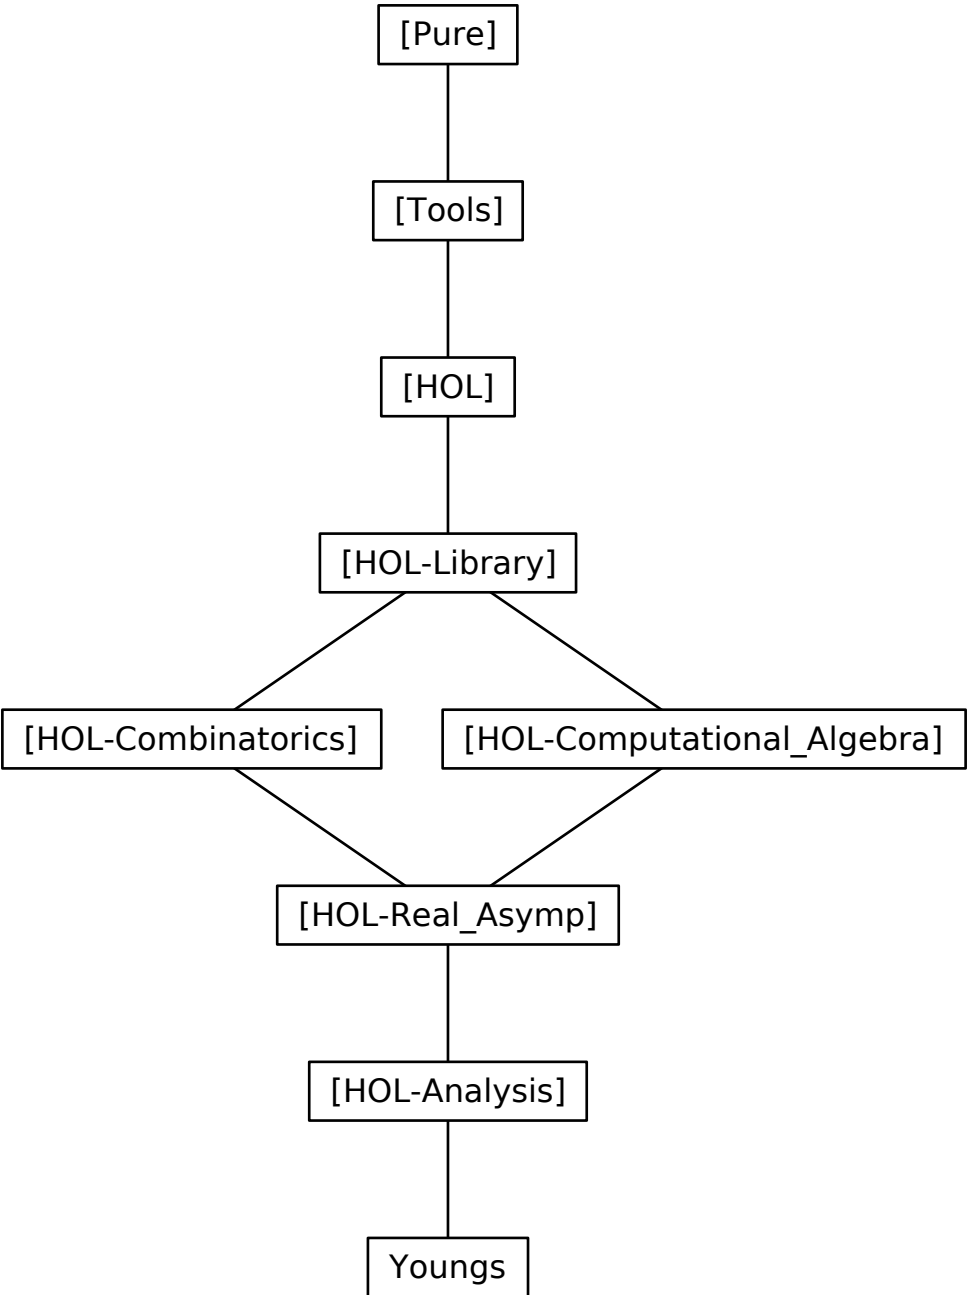 [Pure]
[Tools]
[HOL]
[HOL-Library]
[HOL-Combinatorics]
[HOL-Computational_Algebra]
[HOL-Real_Asymp]
[HOL-Analysis]
Youngs